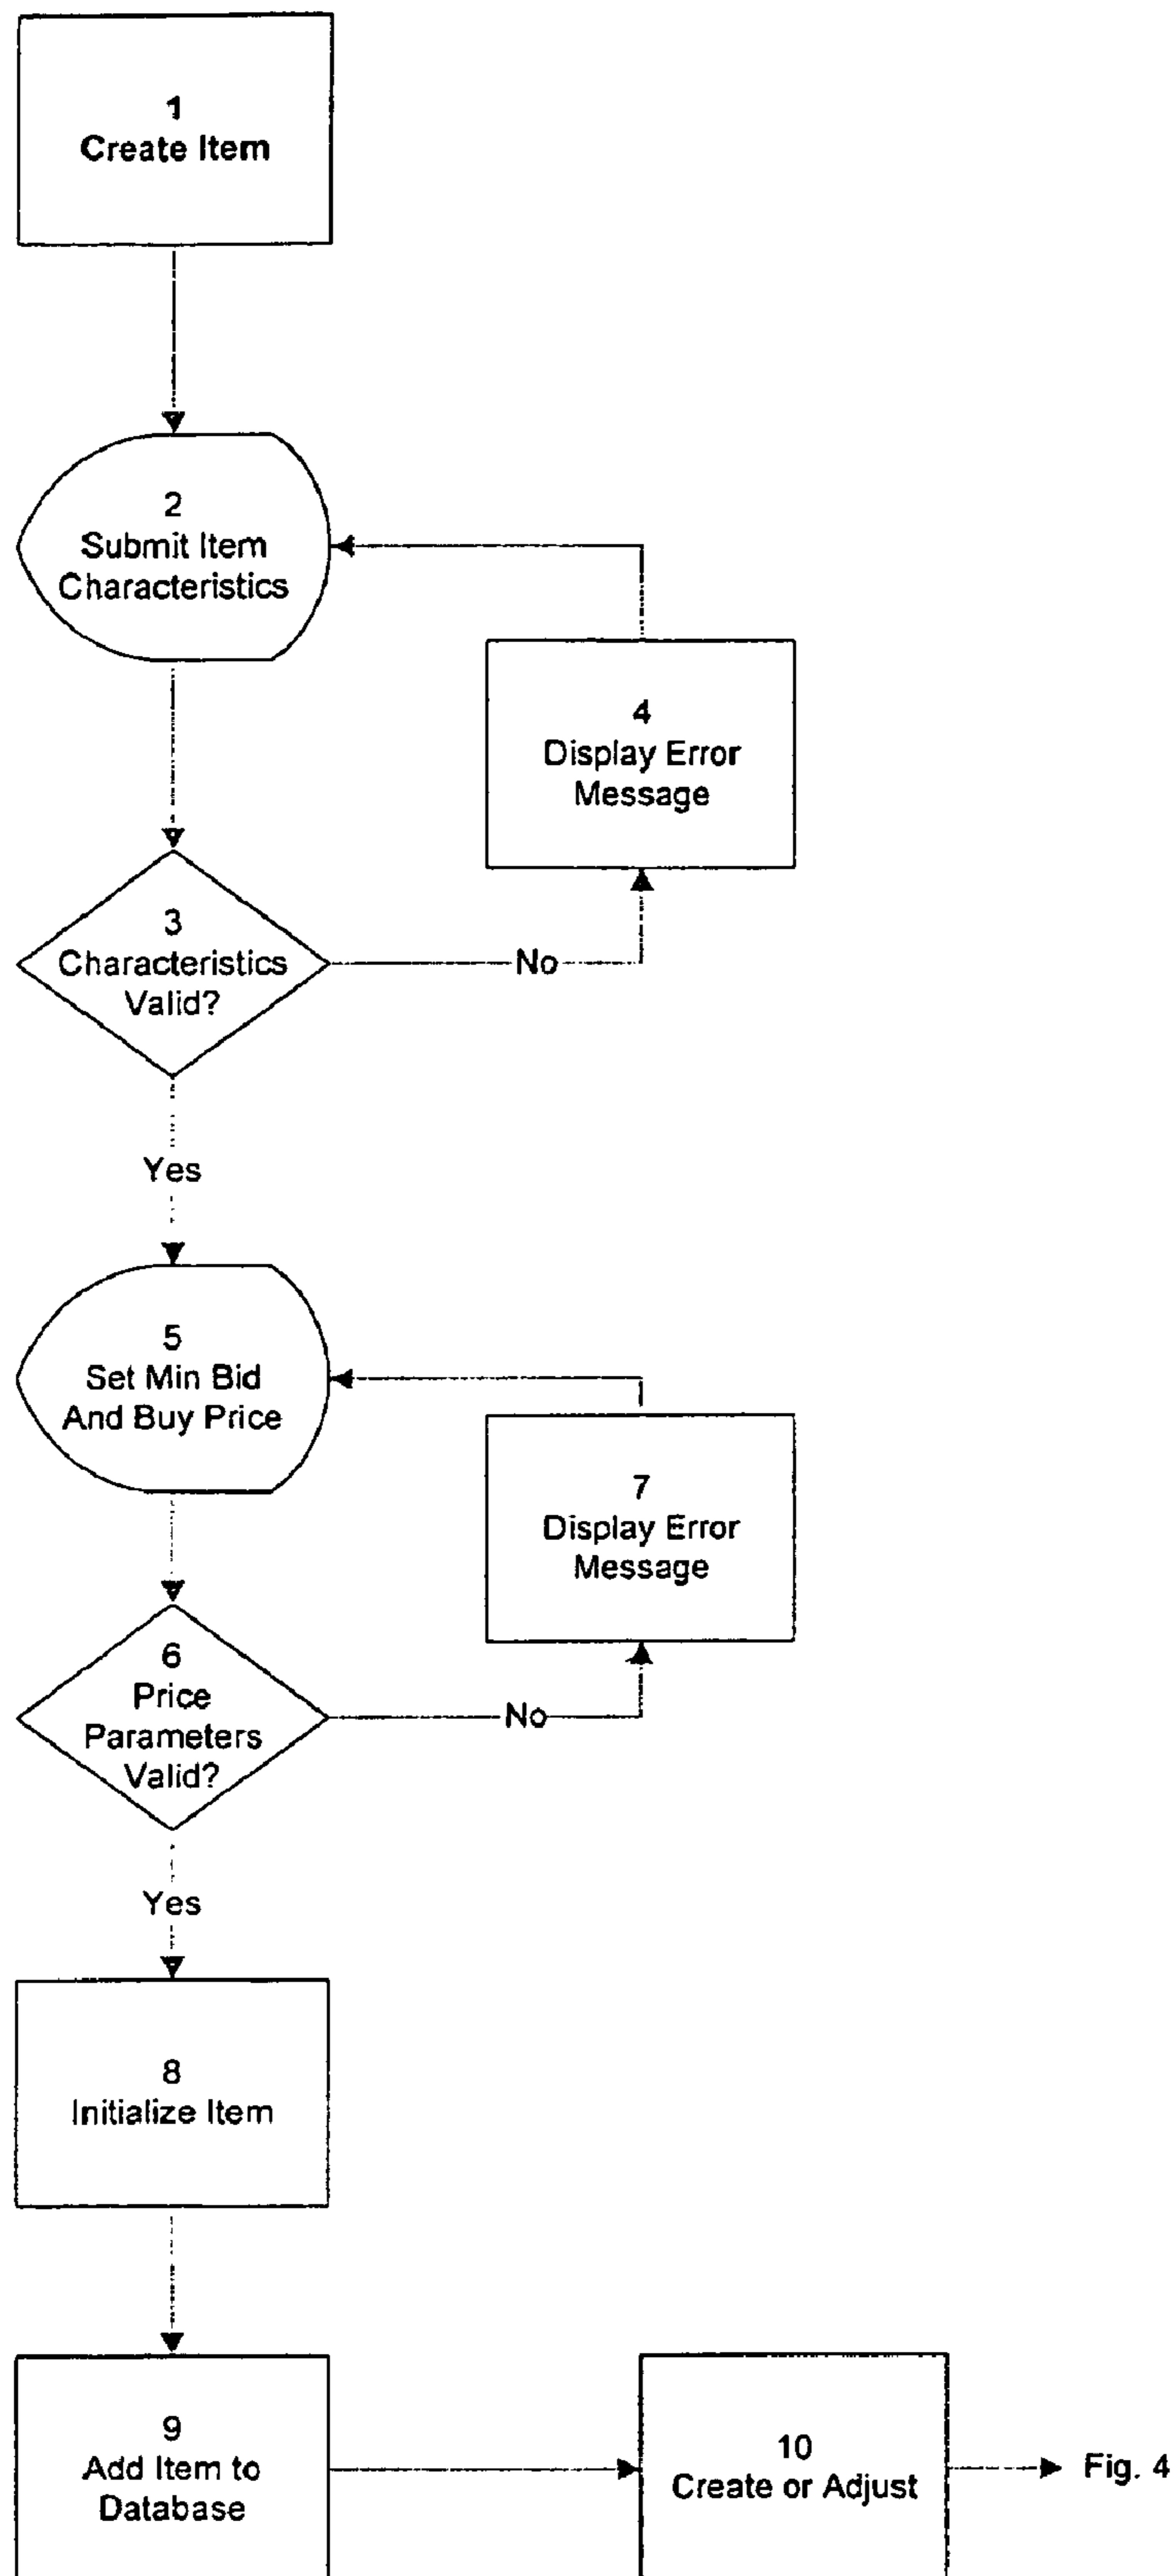 1
Create Item
2
Submit Item
Characteristics
4
Display Error
Message
3
Characteristics
Valid?
No
Yes
5
Set Min Bid
And Buy Price
7
Display Error
Message
6
Price
Parameters
Valid?
No
Yes
8
Initialize Item
9
Add Item to
Database
10
Create or Adjust
Fig. 4